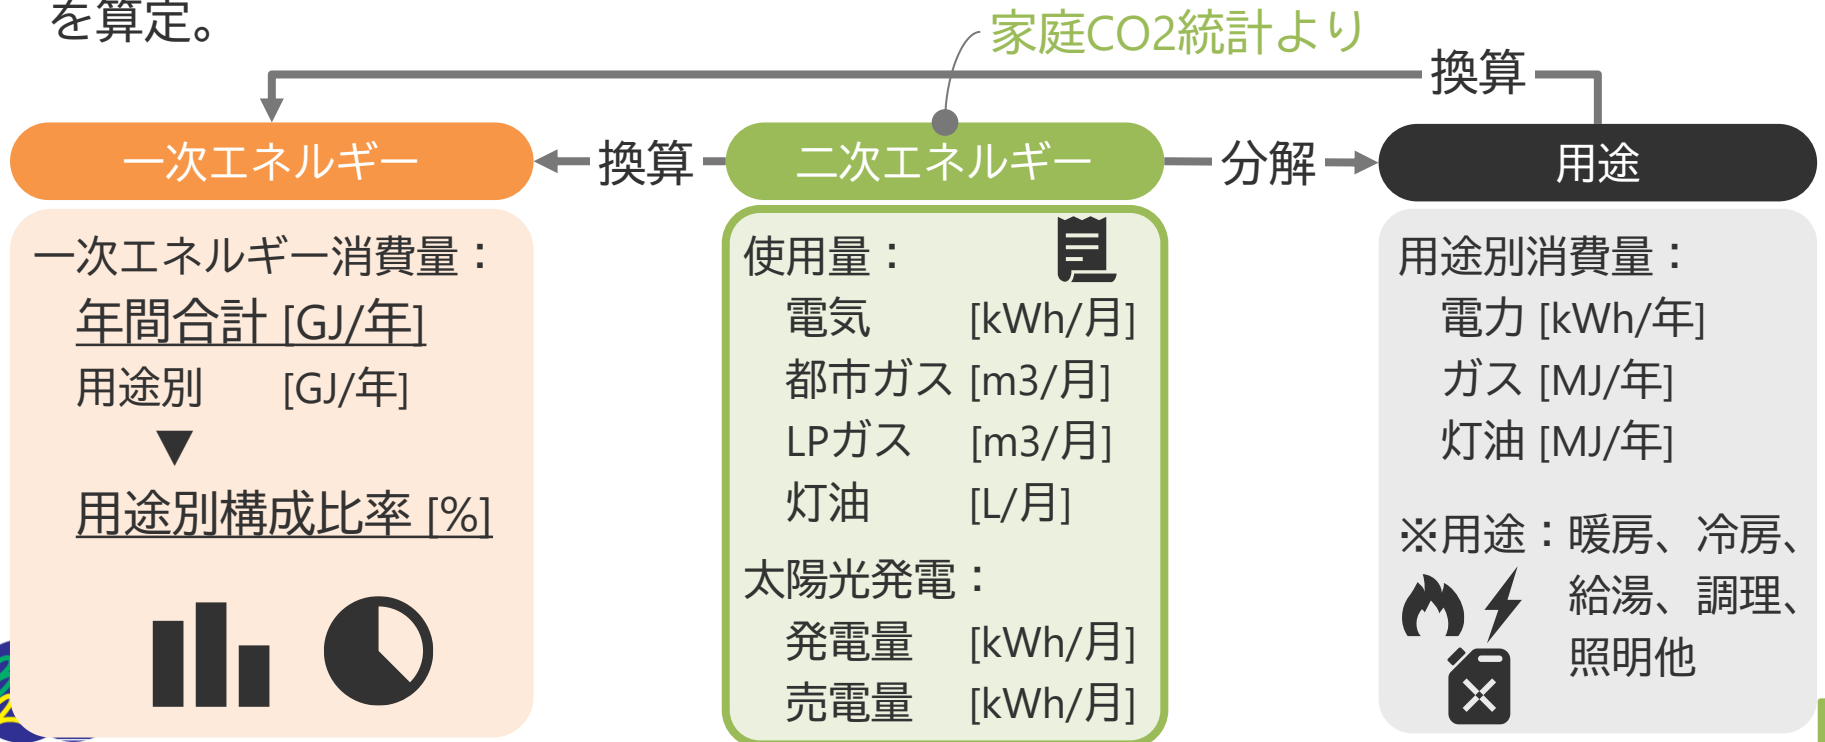 を算定。
家庭CO2統計より
換算
一次エネルギー
換算
二次エネルギー
分解
用途
一次エネルギー消費量：
年間合計 [GJ/年]
用途別 [GJ/年]
▼
用途別構成比率 [%]
使用量：
電気 [kWh/月]
都市ガス [m3/月]
LPガス [m3/月]
灯油 [L/月]
太陽光発電：
発電量 [kWh/月]
売電量 [kWh/月]
用途別消費量：
電力 [kWh/年]
ガス [MJ/年]
灯油 [MJ/年]
※用途：暖房、冷房、
給湯、調理、
照明他